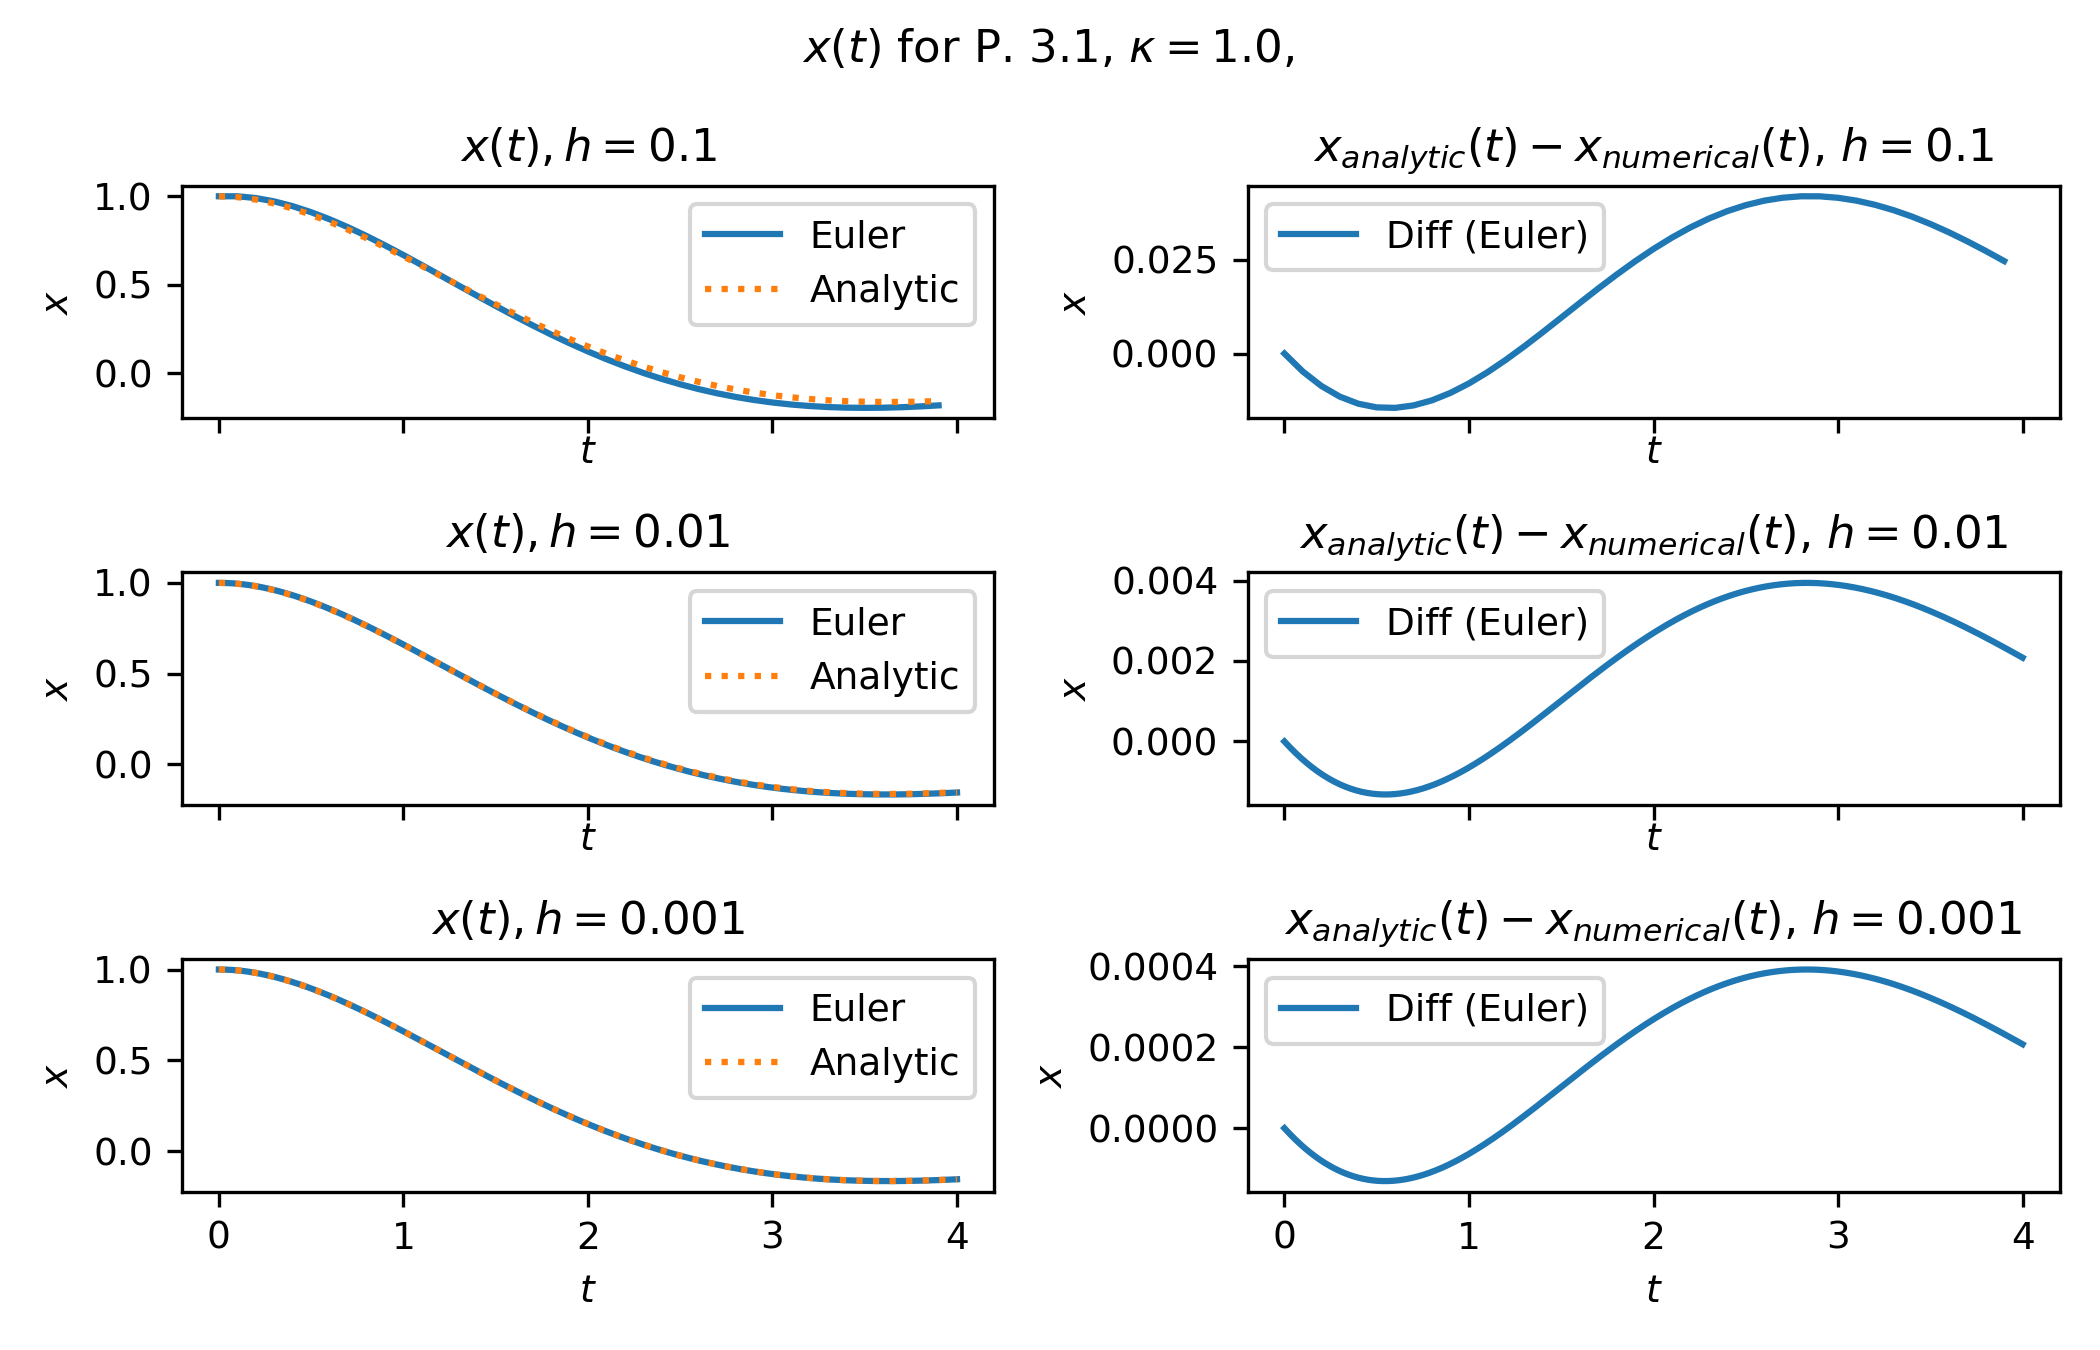 x(t) for P. 3.1, κ = 1.0,
x(t), h = 0.1
1.0
0.5
0.0
x
Euler
Analytic
t
x_analytic(t) − x_numerical(t), h = 0.1
0.025
0.000
x
Diff (Euler)
t
x(t), h = 0.01
1.0
0.5
0.0
x
Euler
Analytic
t
x_analytic(t) − x_numerical(t), h = 0.01
0.004
0.002
0.000
x
Diff (Euler)
t
x(t), h = 0.001
1.0
0.5
0.0
x
Euler
Analytic
0 1 2 3 4
t
x_analytic(t) − x_numerical(t), h = 0.001
0.0004
0.0002
0.0000
x
Diff (Euler)
0 1 2 3 4
t